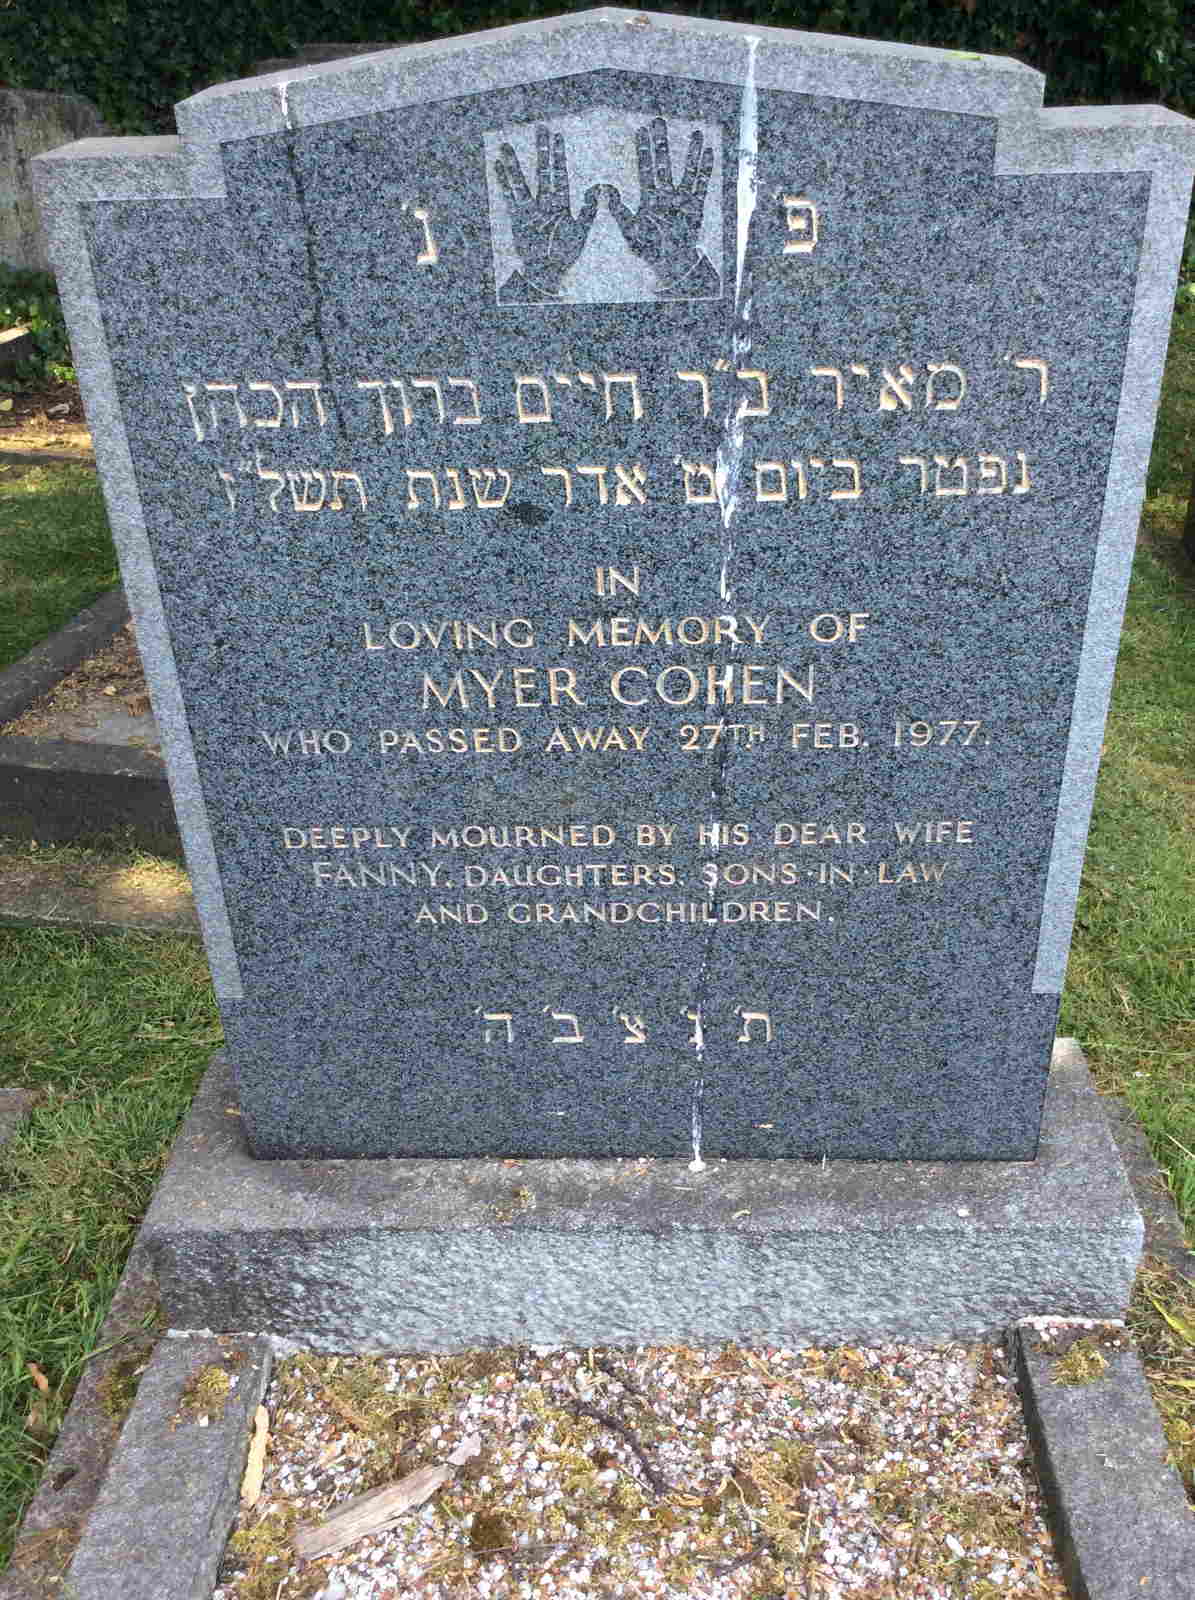 פ' נ'
ר' מאיר ב"ר חיים ברוך הכהן
נפטר ביום ט' אדר שנת תשל"ז
IN
LOVING MEMORY OF
MYER COHEN
WHO PASSED AWAY 27TH FEB. 1977.
DEEPLY MOURNED BY HIS DEAR WIFE
FANNY, DAUGHTERS, SONS·IN·LAW
AND GRANDCHILDREN.
ת' נ' צ' ב' ה'